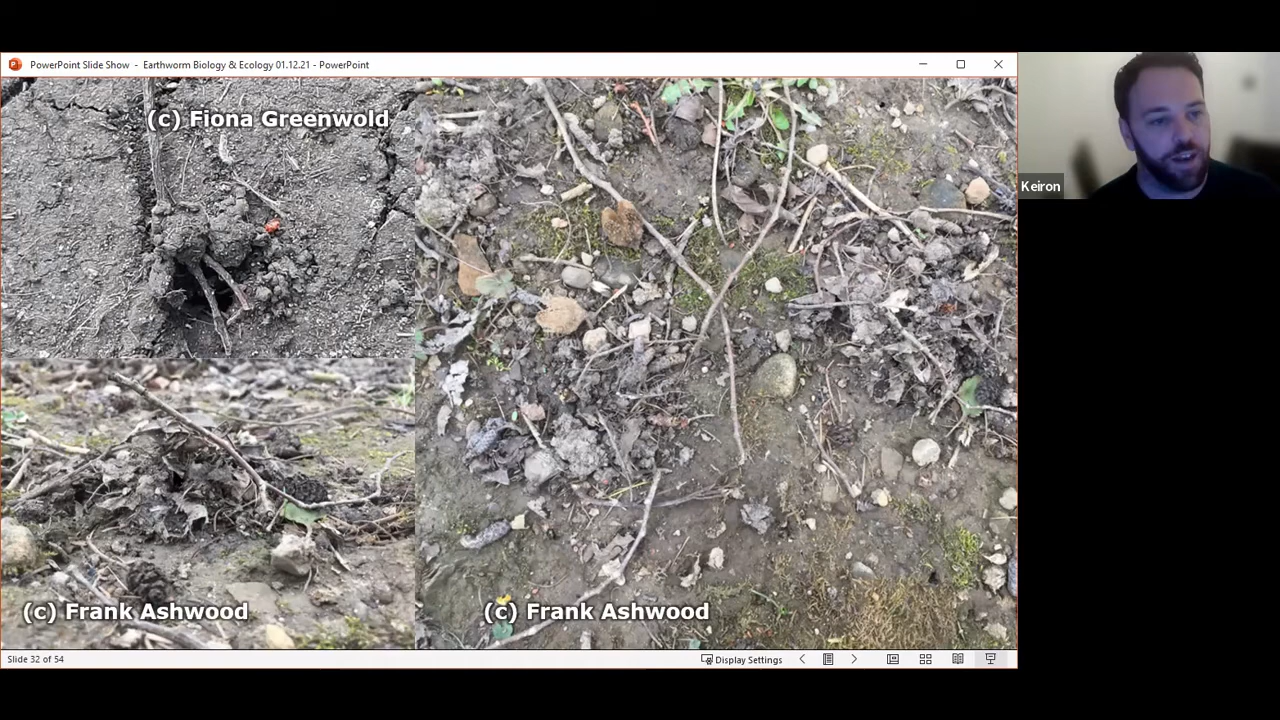 PowerPoint Slide Show - Earthworm Biology & Ecology 01.12.21 - PowerPoint
(c) Fiona Greenwold
Keiron
(c) Frank Ashwood
(c) Frank Ashwood
Slide 32 of 54
Display Settings